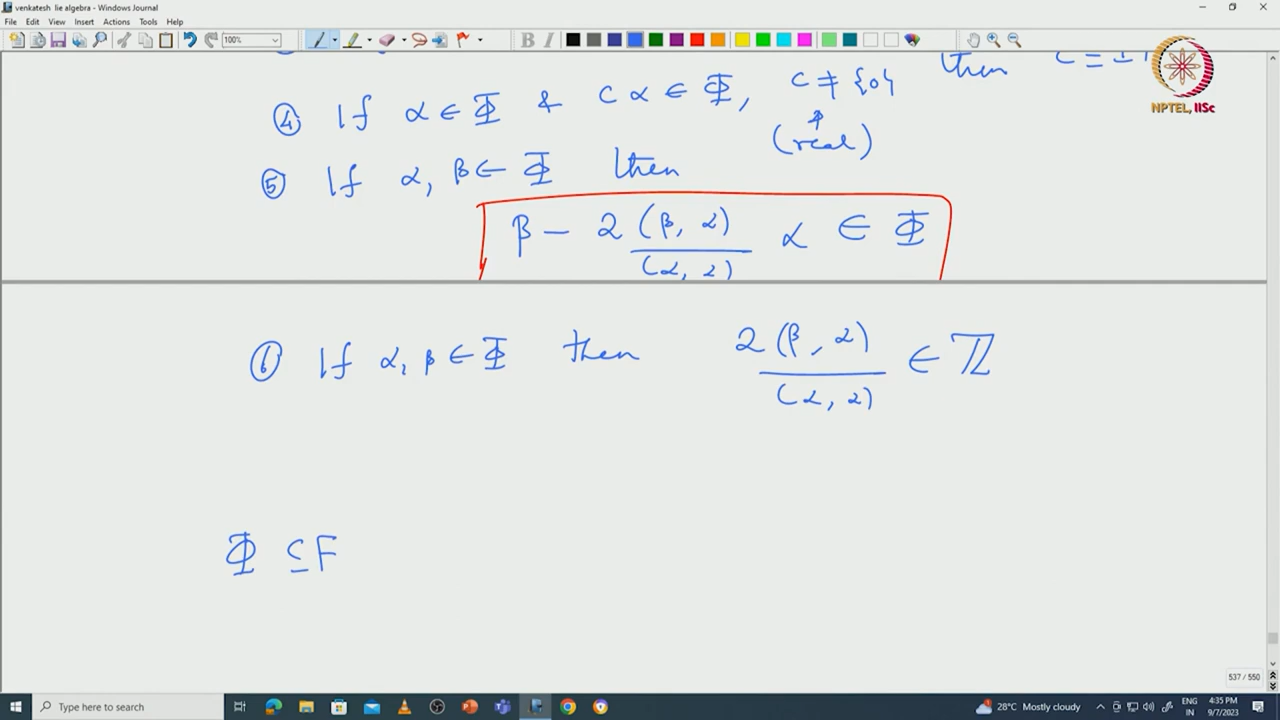 venkatesh lie algebra - Windows Journal
File Edit View Insert Actions Tools Help
100%
④ If α ∈ Φ & cα ∈ Φ, c ≠ {0} then c = ±1
(real)
⑤ If α, β ∈ Φ then
β - 2 (β, α) / (α, α) α ∈ Φ
⑥ If α, β ∈ Φ then 2 (β, α) / (α, α) ∈ ℤ
Φ ⊆ F
NPTEL, IISc
537 / 550
Type here to search
28°C Mostly cloudy
ENG
IN
4:35 PM
9/7/2023